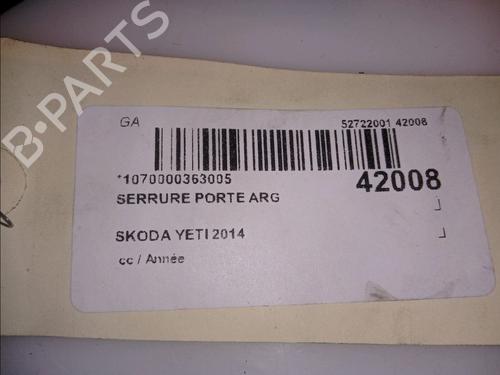 B-PARTS
GA
52722001 42008
*1070000363005
42008
SERRURE PORTE ARG
SKODA YETI 2014
cc / Année